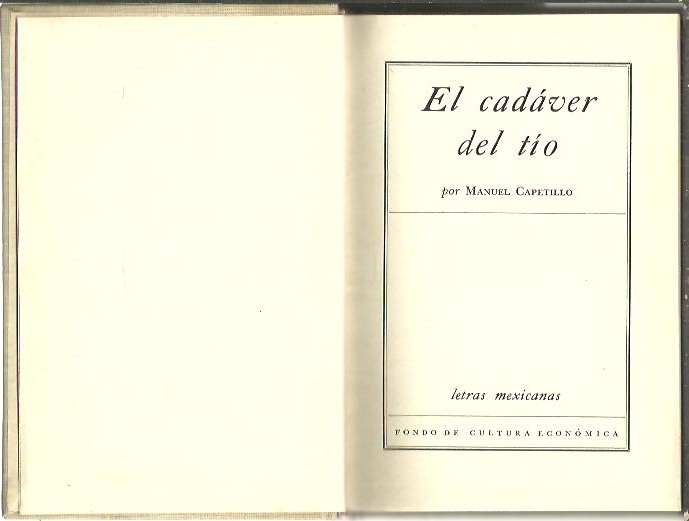 El cadáver
del tío
por MANUEL CAPETILLO
letras mexicanas
FONDO DE CULTURA ECONÓMICA